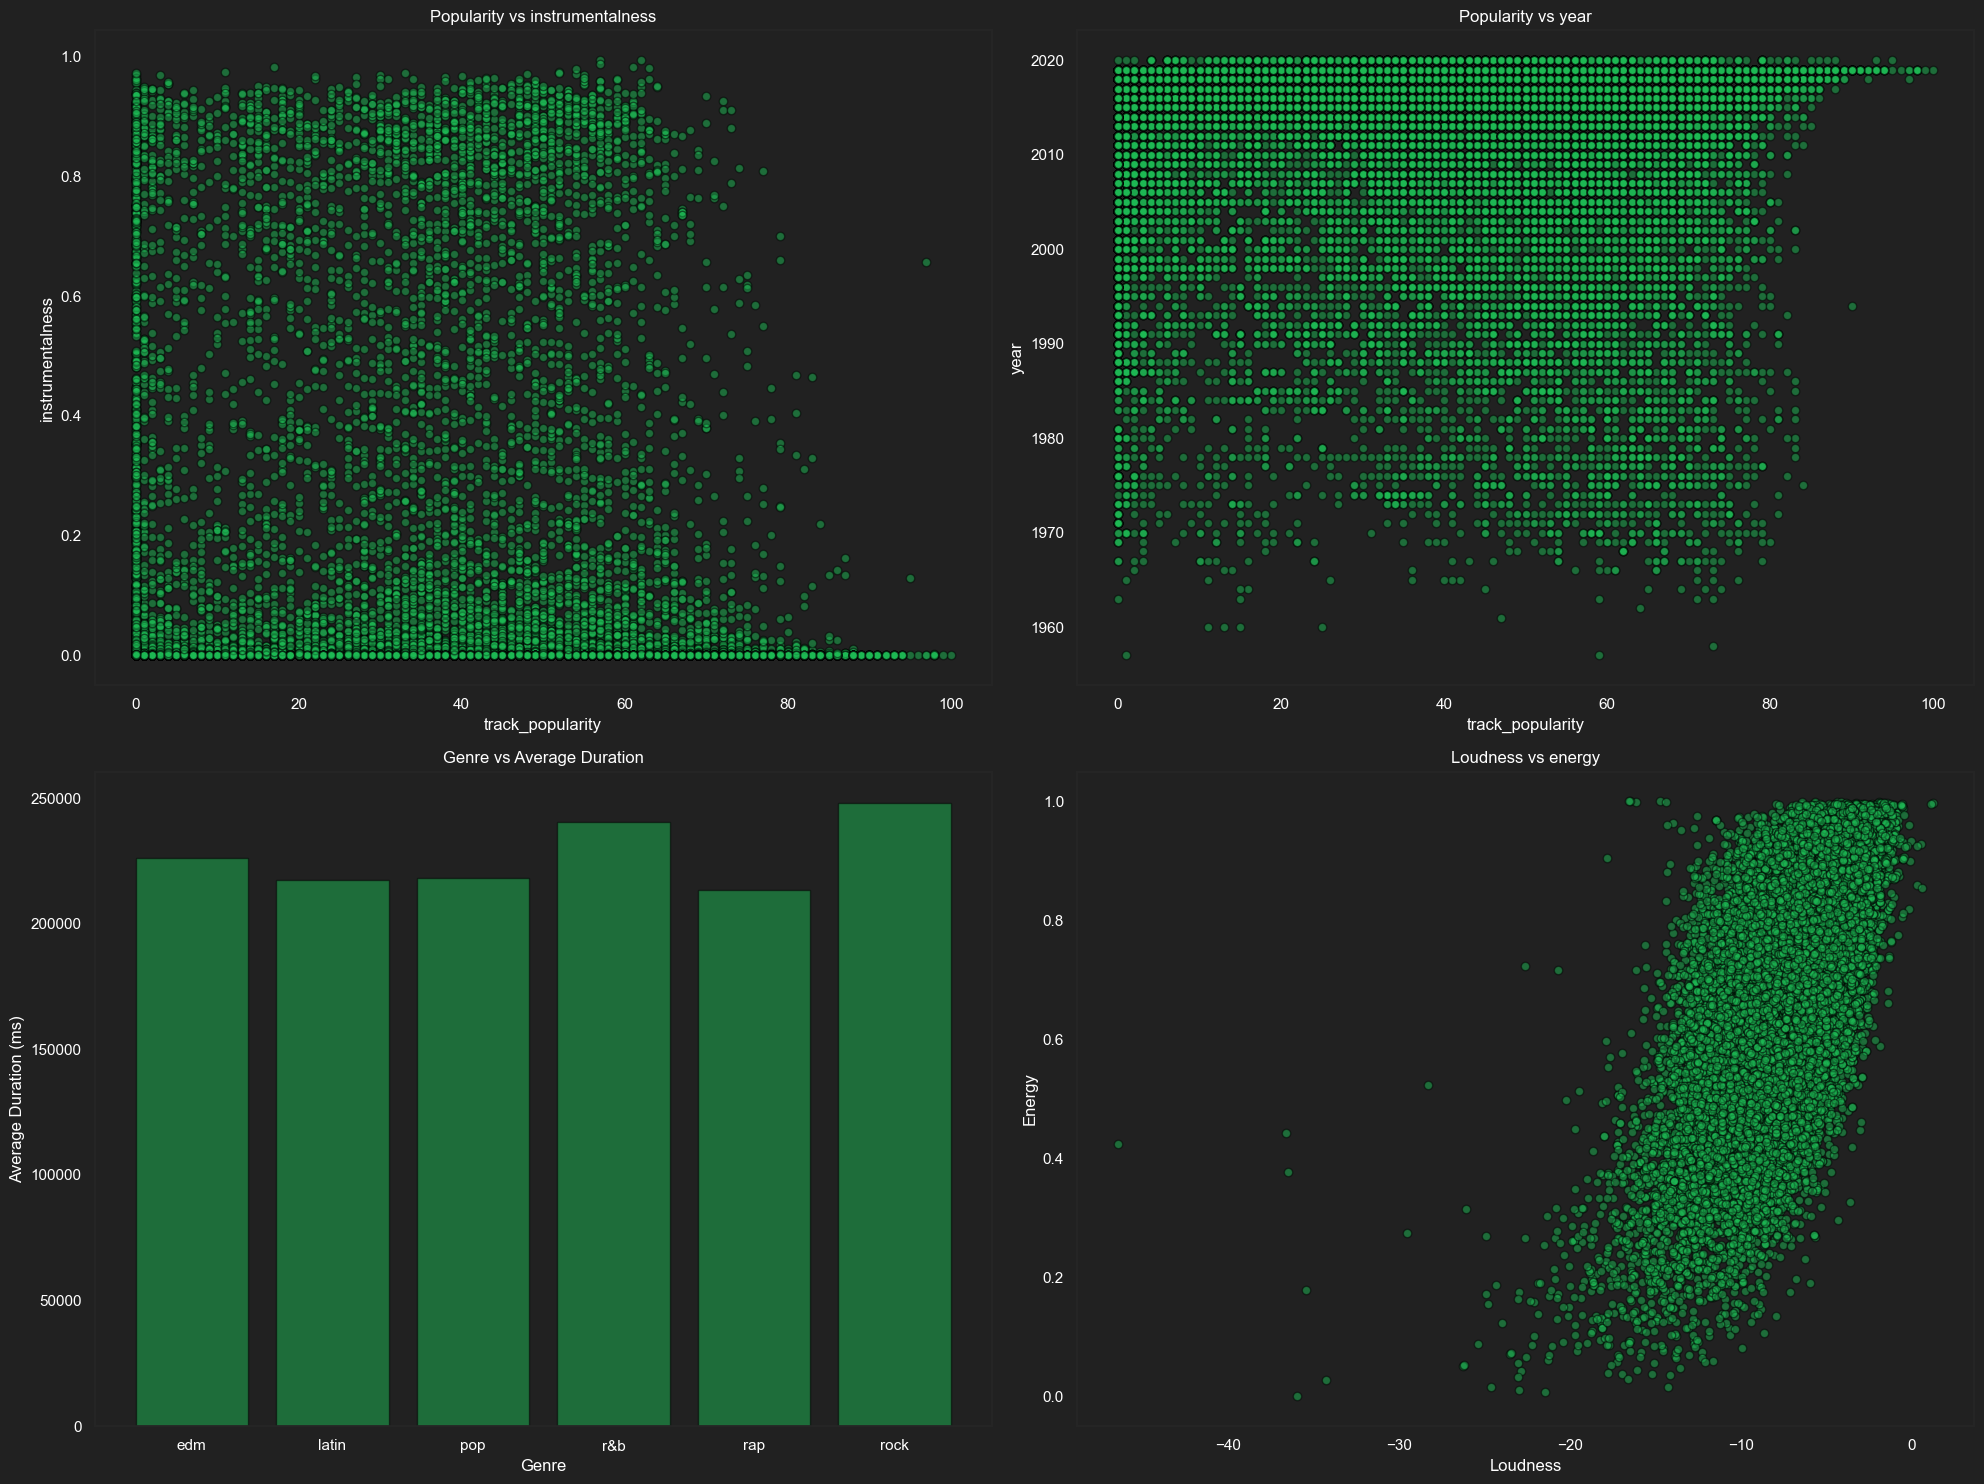 Popularity vs instrumentalness
1.0
0.8
0.6
0.4
0.2
0.0
instrumentalness
0 20 40 60 80 100
track_popularity
Popularity vs year
2020
2010
2000
1990
1980
1970
1960
year
0 20 40 60 80 100
track_popularity
Genre vs Average Duration
250000
200000
150000
100000
50000
0
Average Duration (ms)
edm latin pop r&b rap rock
Genre
Loudness vs energy
1.0
0.8
0.6
0.4
0.2
0.0
Energy
−40 −30 −20 −10 0
Loudness